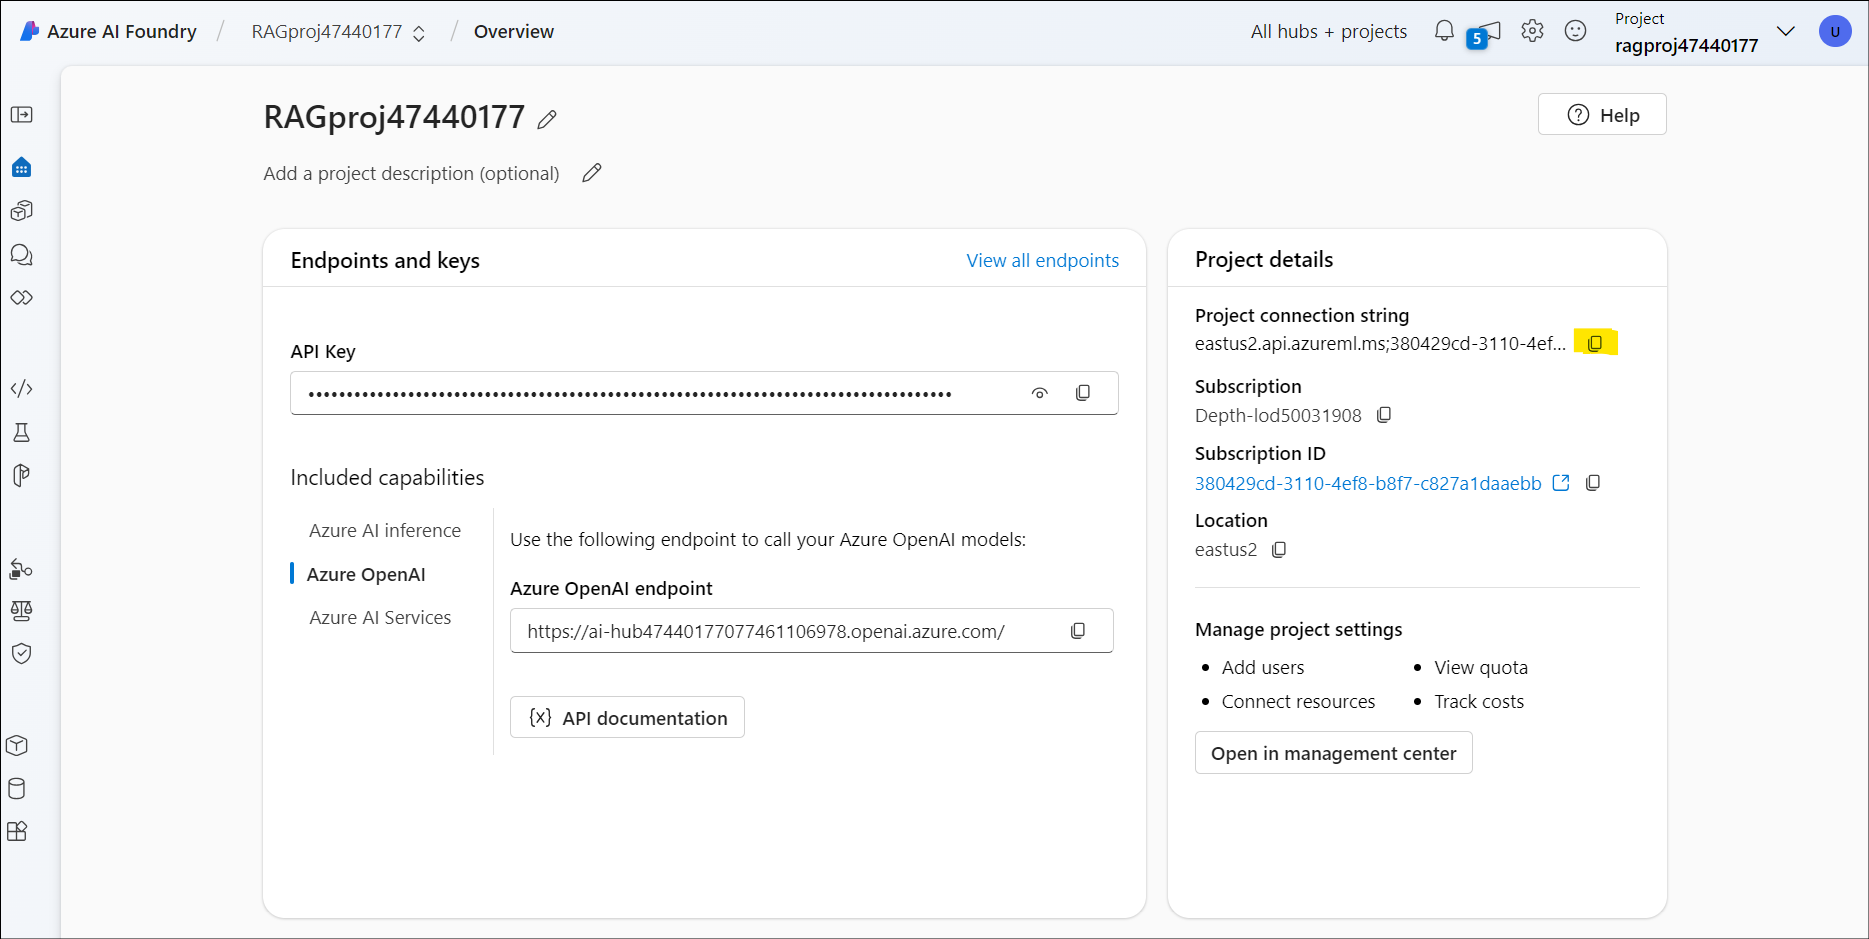 Azure AI Foundry / RAGproj47440177 / Overview
All hubs + projects
5
Project
ragproj47440177
U
RAGproj47440177
Help
Add a project description (optional)
Endpoints and keys
View all endpoints
API Key
Included capabilities
Azure AI inference
Azure OpenAI
Azure AI Services
Use the following endpoint to call your Azure OpenAI models:
Azure OpenAI endpoint
https://ai-hub47440177077461106978.openai.azure.com/
{x} API documentation
Project details
Project connection string
eastus2.api.azureml.ms;380429cd-3110-4ef...
Subscription
Depth-lod50031908
Subscription ID
380429cd-3110-4ef8-b8f7-c827a1daaebb
Location
eastus2
Manage project settings
• Add users
• View quota
• Connect resources
• Track costs
Open in management center